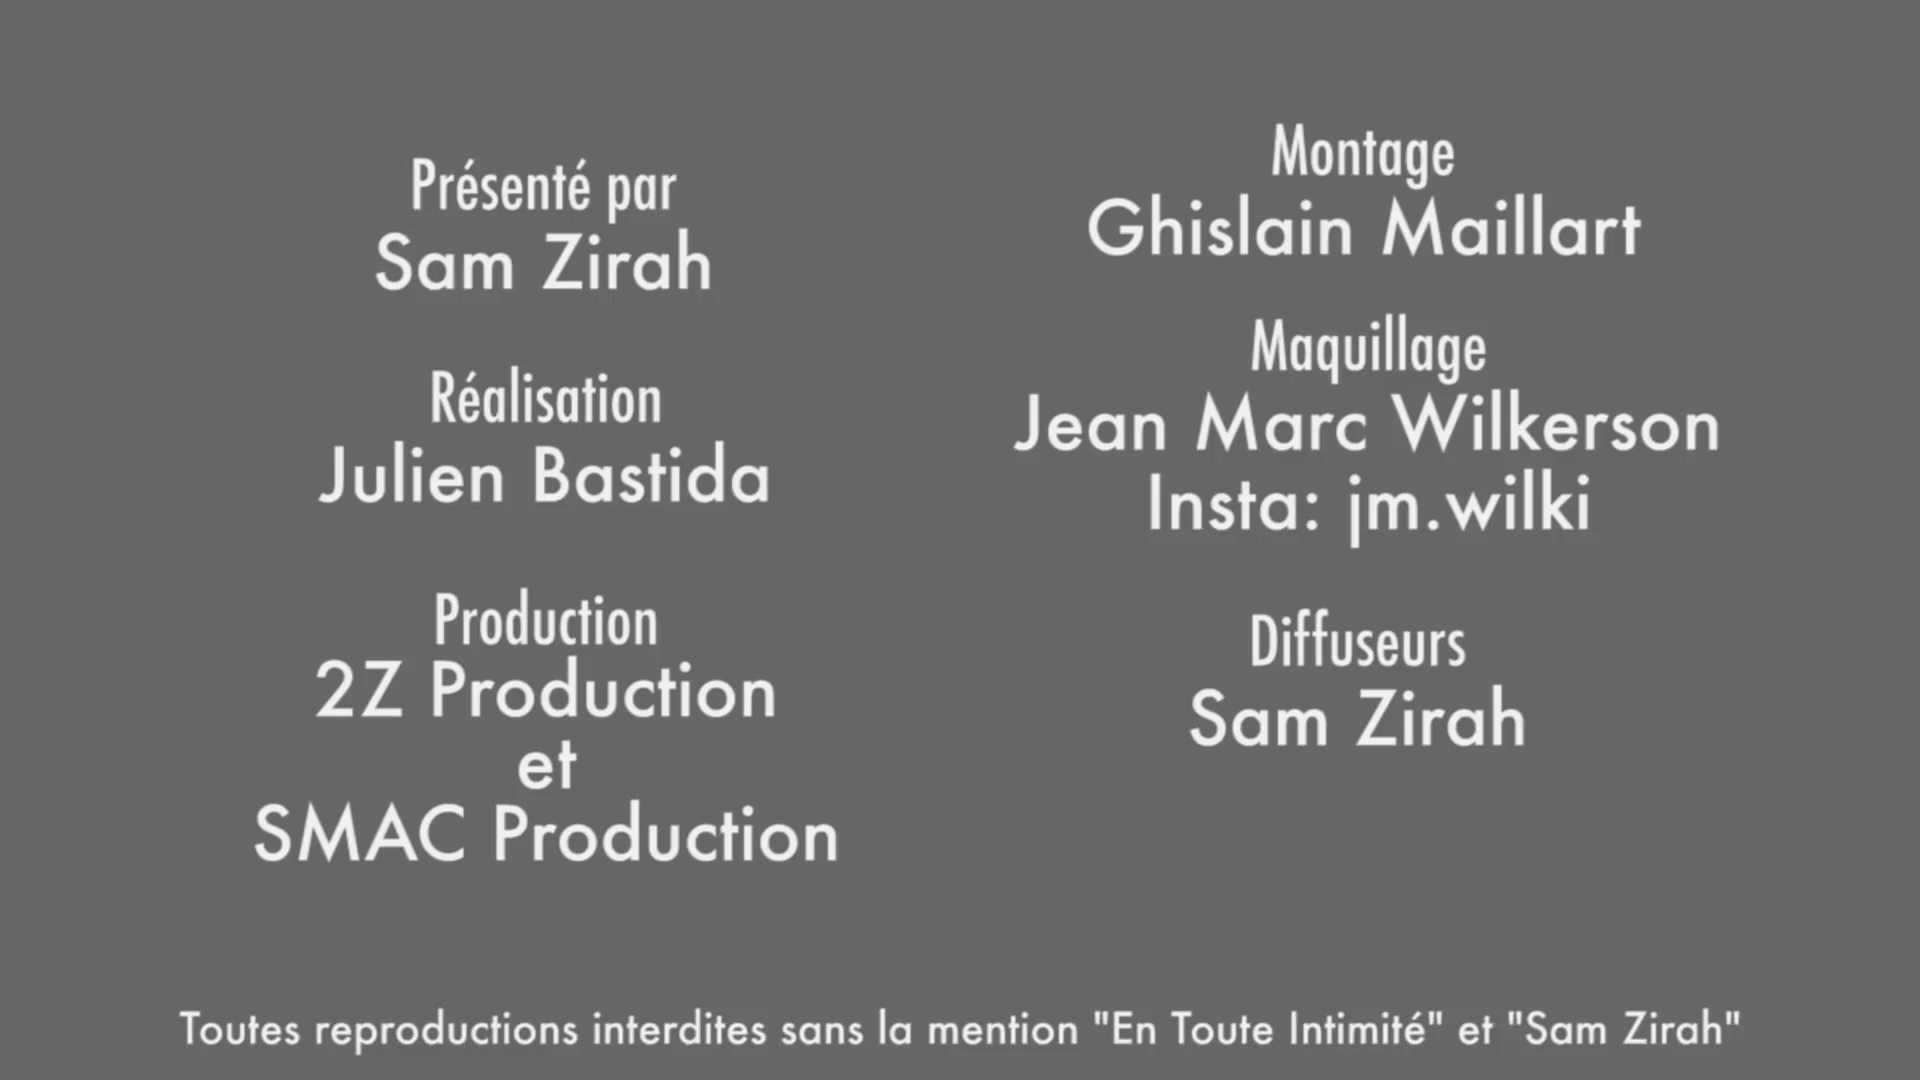 Présenté par
Sam Zirah
Réalisation
Julien Bastida
Production
2Z Production
et
SMAC Production
Montage
Ghislain Maillart
Maquillage
Jean Marc Wilkerson
Insta: jm.wilki
Diffuseurs
Sam Zirah
Toutes reproductions interdites sans la mention "En Toute Intimité" et "Sam Zirah"